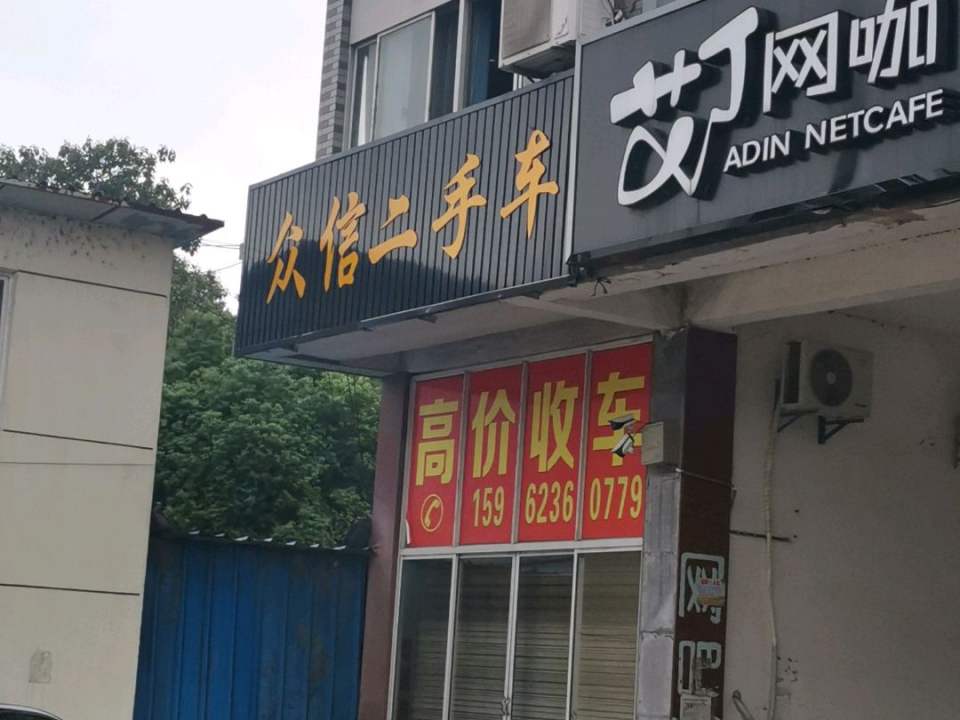 众信二手车
艾丁网咖
ADIN NETCAFE
高价收车
159 6236 0779
网吧